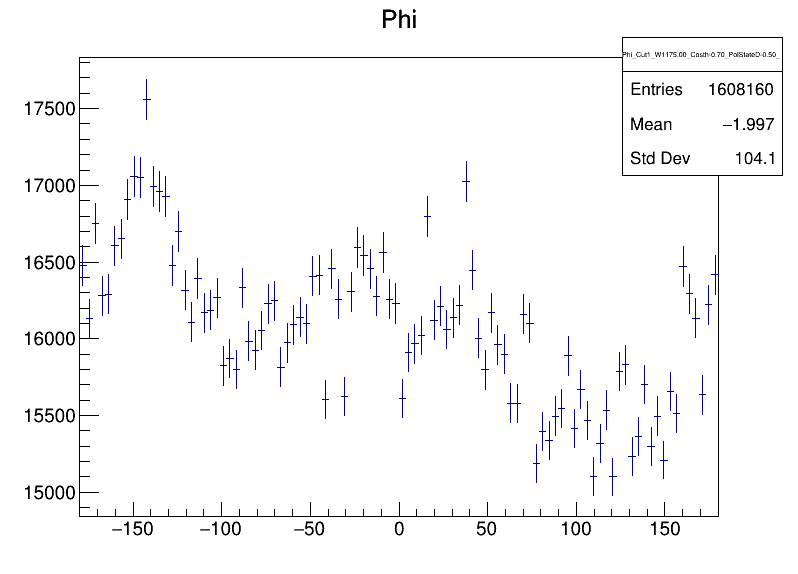 Phi
Phi_Cut1_W1175.00_Costh-0.70_PolStateD-0.50_
Entries 1608160
Mean −1.997
Std Dev 104.1
17500
17000
16500
16000
15500
15000
−150 −100 −50 0 50 100 150